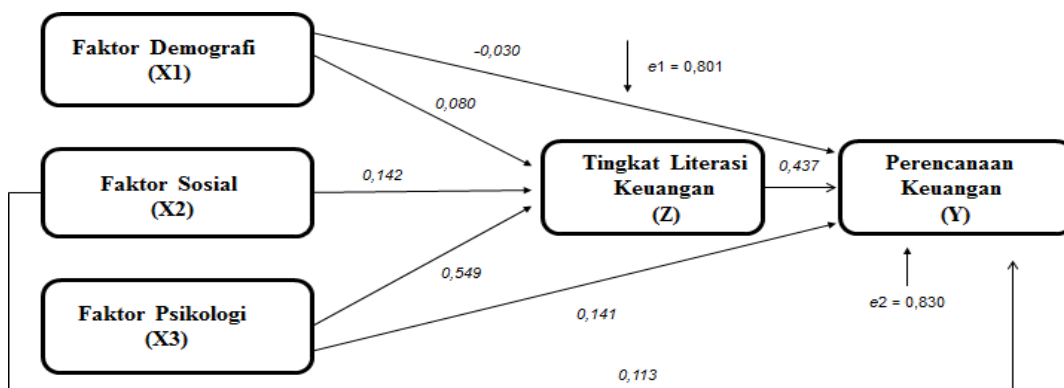 Faktor Demografi
(X1)
-0,030
e1 = 0,801
0,080
Faktor Sosial
(X2)
0,142
Tingkat Literasi
Keuangan
(Z)
0,437
Perencanaan
Keuangan
(Y)
0,549
Faktor Psikologi
(X3)
0,141
e2 = 0,830
0,113